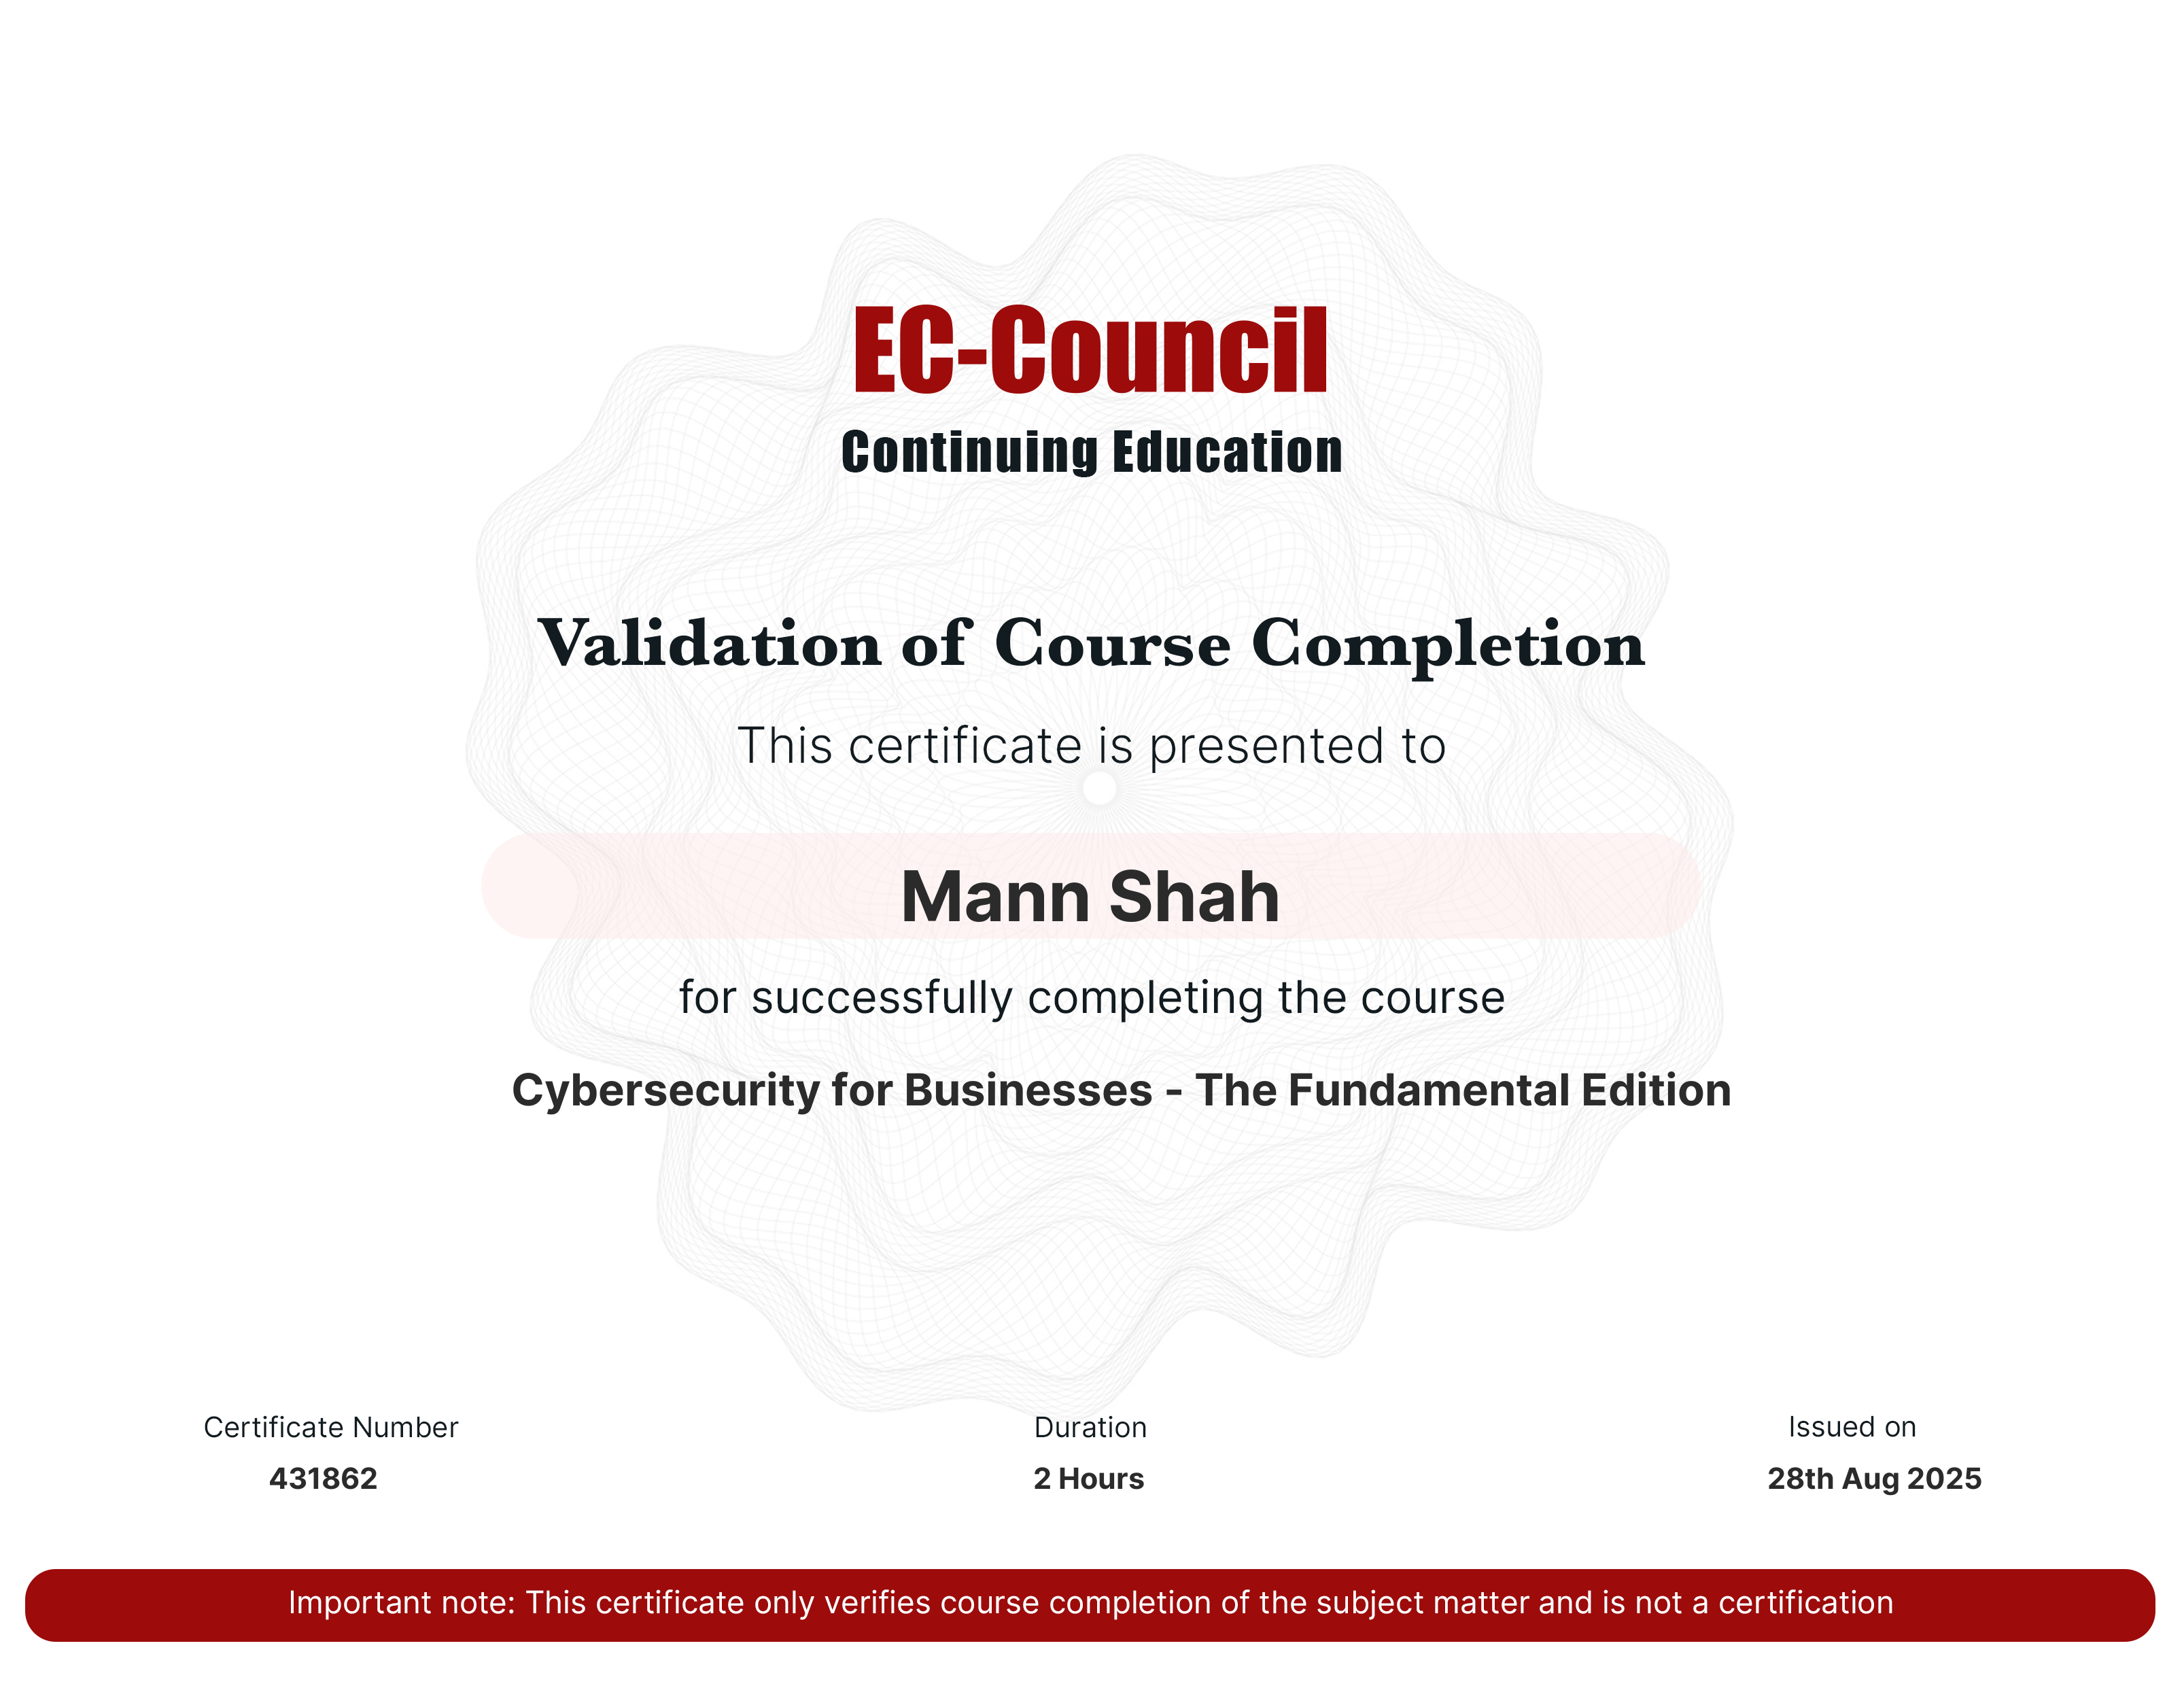 EC-Council
Continuing Education
Validation of Course Completion
This certificate is presented to
Mann Shah
for successfully completing the course
Cybersecurity for Businesses - The Fundamental Edition
Certificate Number
431862
Duration
2 Hours
Issued on
28th Aug 2025
Important note: This certificate only verifies course completion of the subject matter and is not a certification